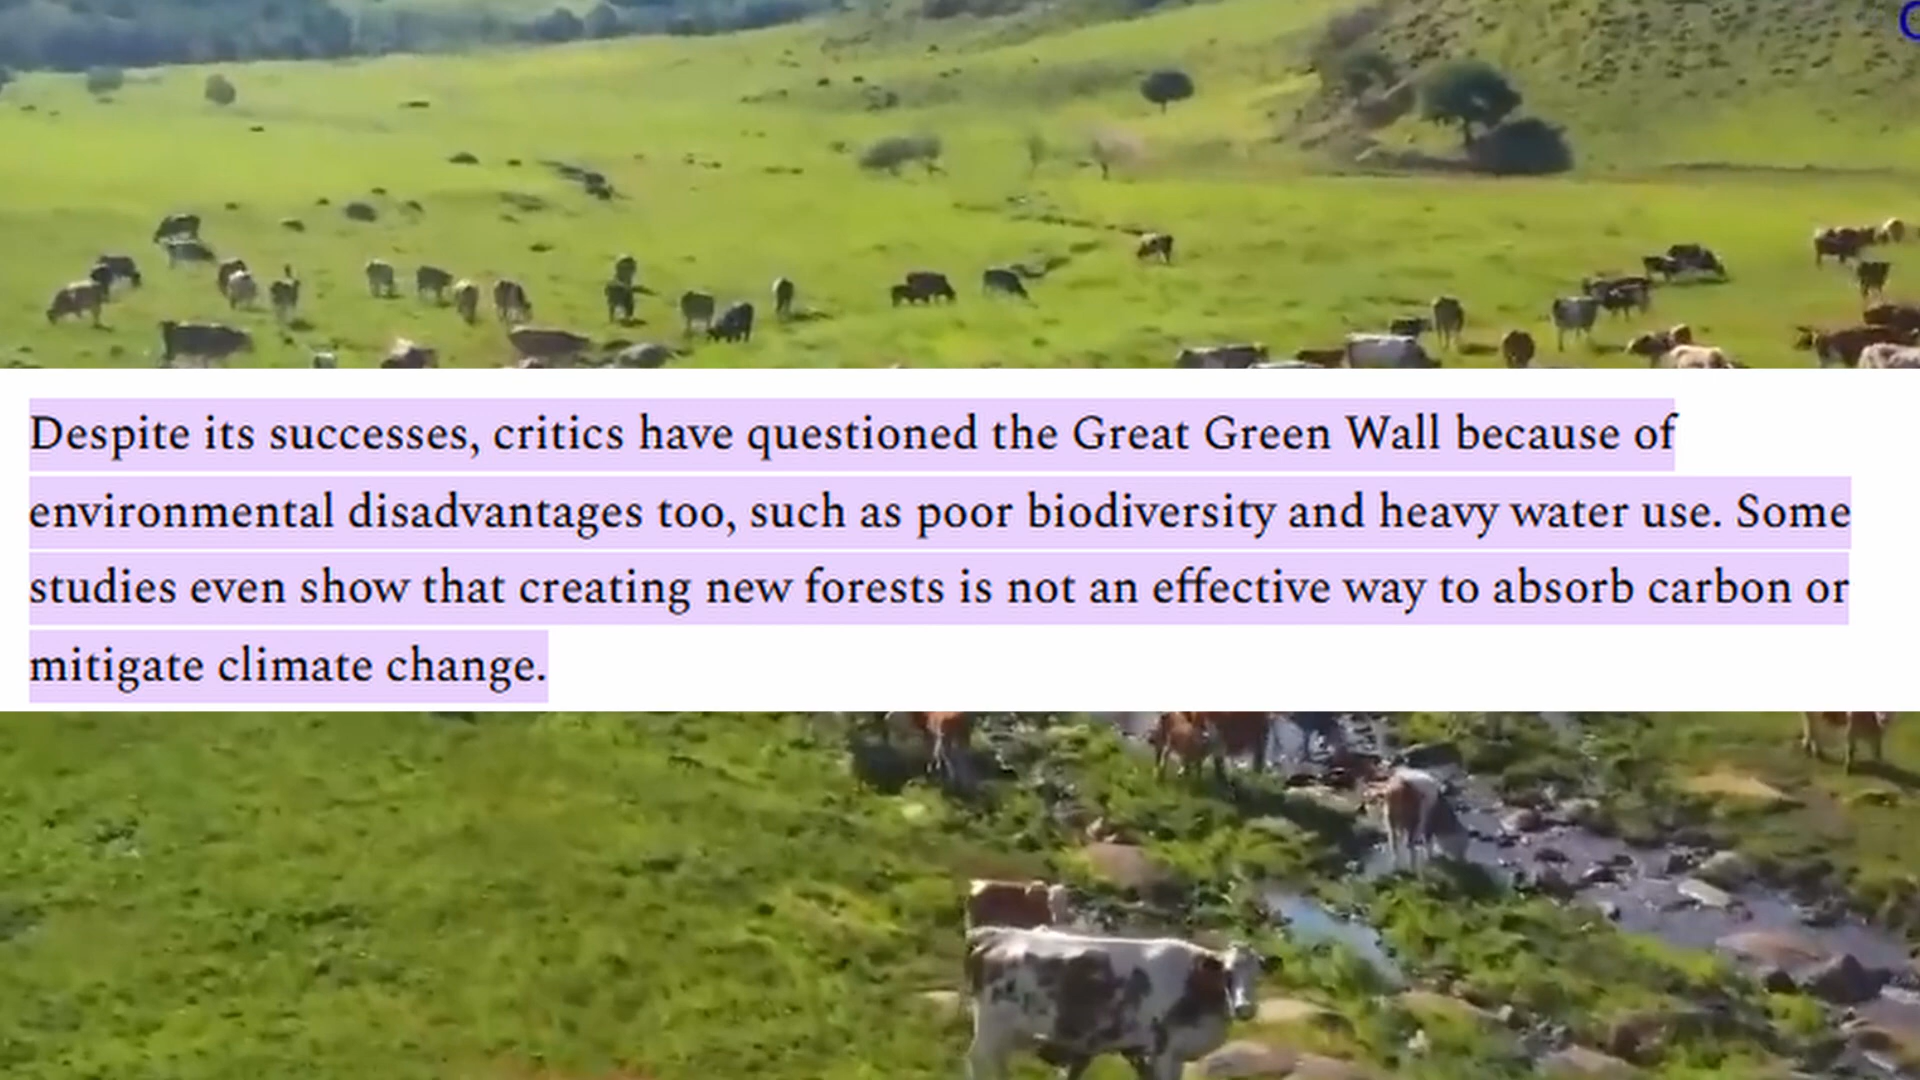 Despite its successes, critics have questioned the Great Green Wall because of
environmental disadvantages too, such as poor biodiversity and heavy water use. Some
studies even show that creating new forests is not an effective way to absorb carbon or
mitigate climate change.